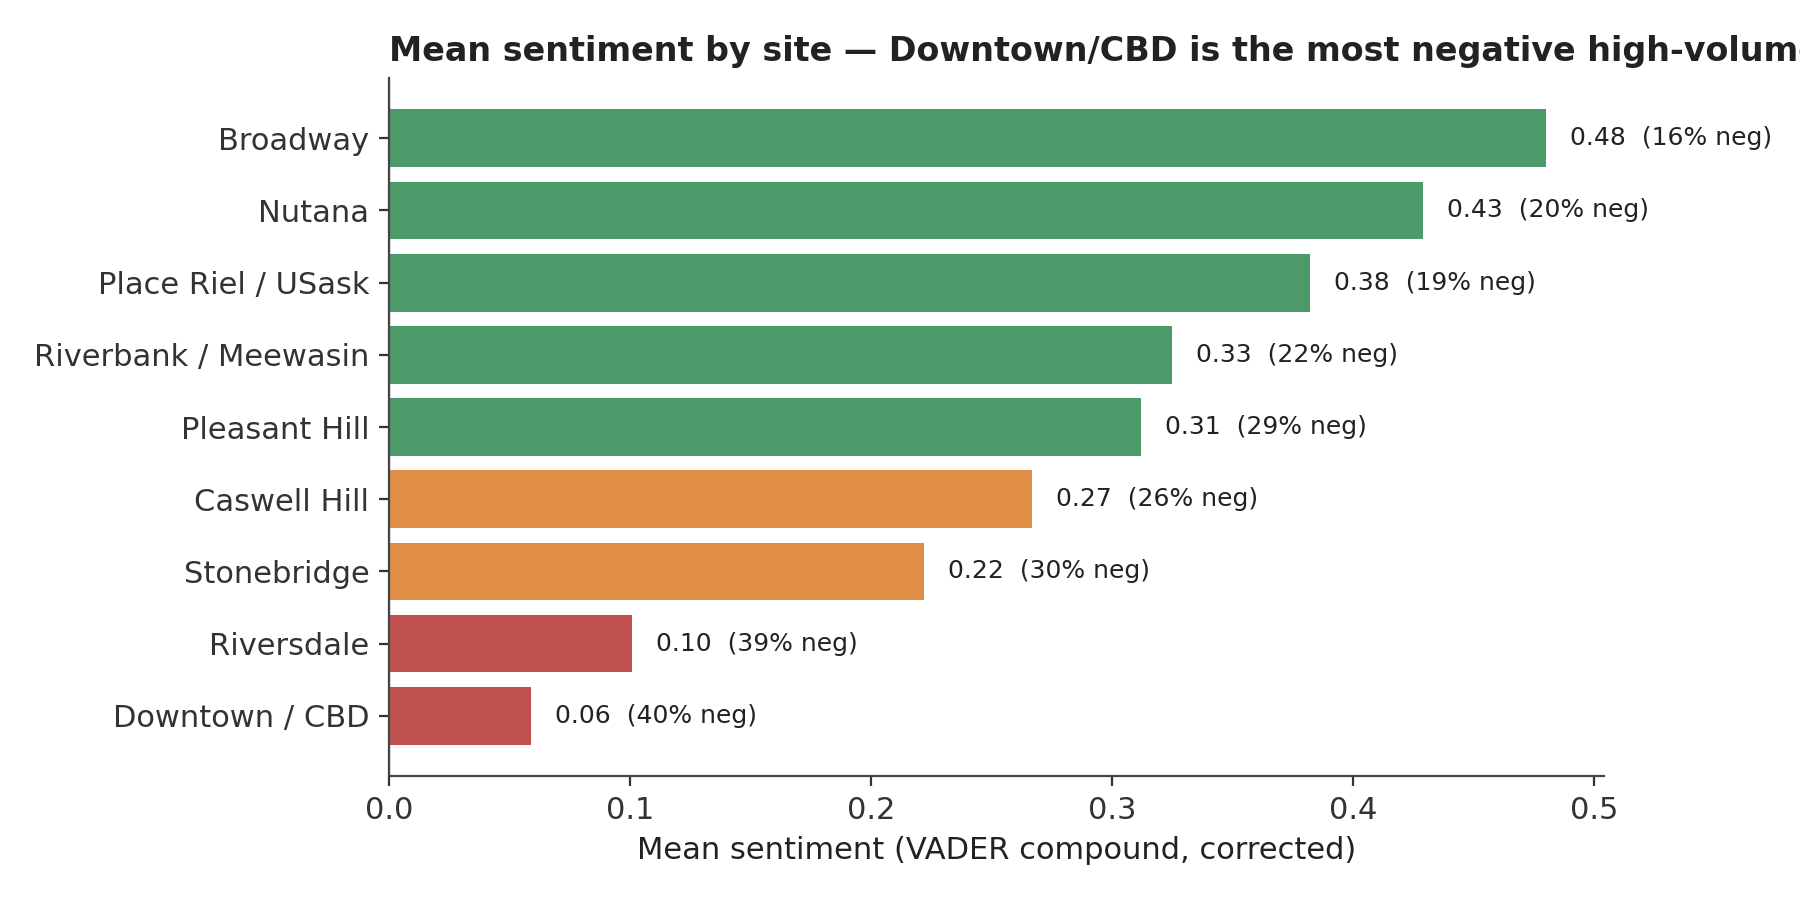 Mean sentiment by site — Downtown/CBD is the most negative high-volum
Broadway 0.48 (16% neg)
Nutana 0.43 (20% neg)
Place Riel / USask 0.38 (19% neg)
Riverbank / Meewasin 0.33 (22% neg)
Pleasant Hill 0.31 (29% neg)
Caswell Hill 0.27 (26% neg)
Stonebridge 0.22 (30% neg)
Riversdale 0.10 (39% neg)
Downtown / CBD 0.06 (40% neg)
0.0 0.1 0.2 0.3 0.4 0.5
Mean sentiment (VADER compound, corrected)